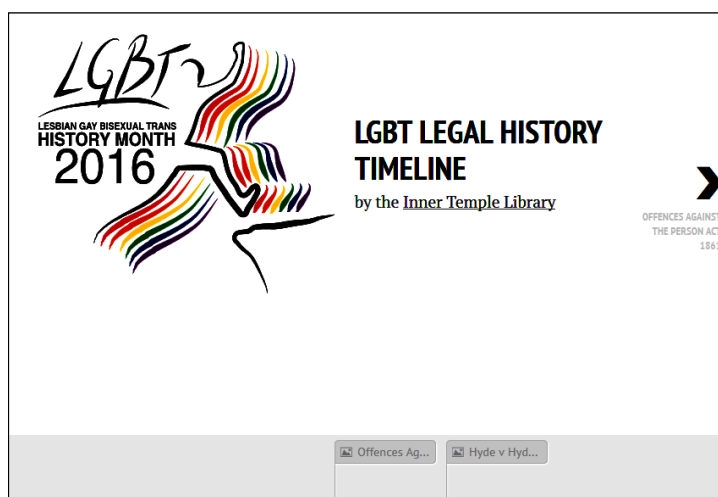 LGBT
LESBIAN GAY BISEXUAL TRANS
HISTORY MONTH
2016
LGBT LEGAL HISTORY
TIMELINE
by the Inner Temple Library
OFFENCES AGAINST
THE PERSON ACT
1861
Offences Ag...
Hyde v Hyd...